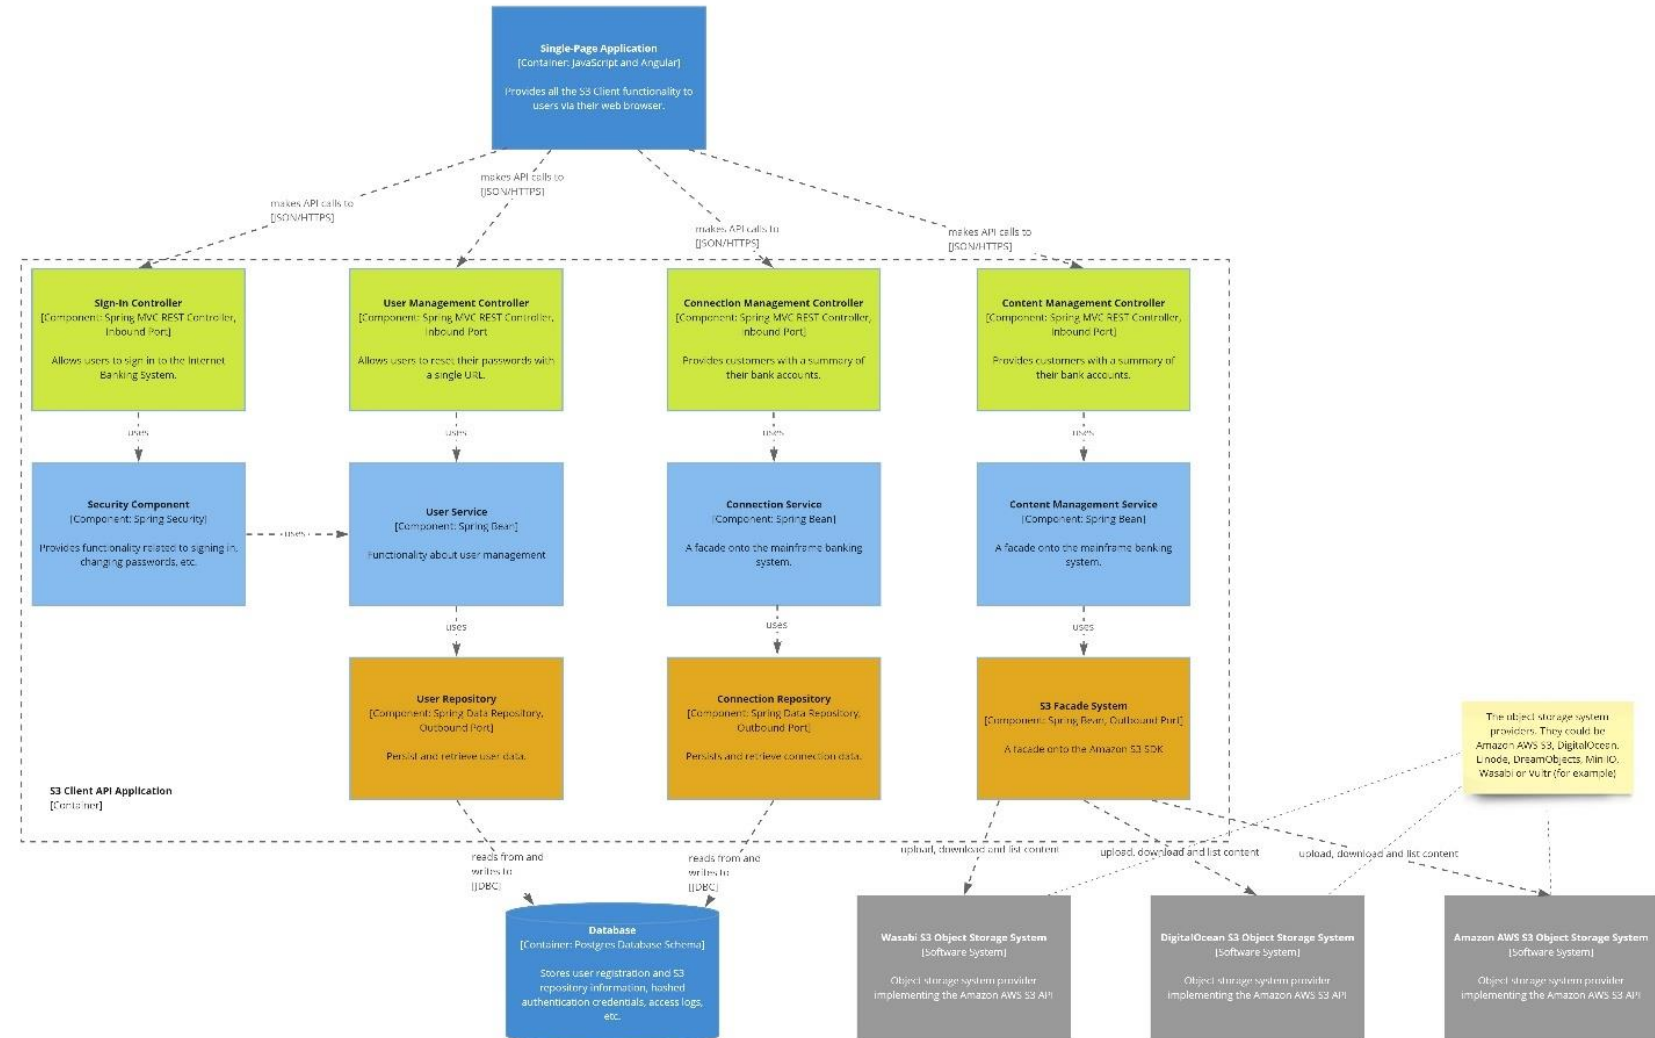 Single-Page Application
[Container: JavaScript and Angular]
Provides all the S3 Client functionality to
users via their web browser.
makes API calls to
[JSON/HTTPS]
makes API calls to
[JSON/HTTPS]
makes API calls to
[JSON/HTTPS]
makes API calls to
[JSON/HTTPS]
Sign-In Controller
[Component: Spring MVC REST Controller,
Inbound Port]
Allows users to sign in to the Internet
Banking System.
User Management Controller
[Component: Spring MVC REST Controller,
Inbound Port
Allows users to reset their passwords with
a single URL.
Connection Management Controller
[Component: Spring MVC REST Controller,
Inbound Port]
Provides customers with a summary of
their bank accounts.
Content Management Controller
[Component: Spring MVC REST Controller,
Inbound Port]
Provides customers with a summary of
their bank accounts.
uses
uses
uses
uses
Security Component
[Component: Spring Security]
Provides functionality related to signing in,
changing passwords, etc.
uses
User Service
[Component: Spring Bean]
Functionality about user management
Connection Service
[Component: Spring Bean]
A facade onto the mainframe banking
system.
Content Management Service
[Component: Spring Bean]
A facade onto the mainframe banking
system.
uses
uses
uses
User Repository
[Component: Spring Data Repository,
Outbound Port]
Persist and retrieve user data.
Connection Repository
[Component: Spring Data Repository,
Outbound Port]
Persists and retrieve connection data.
S3 Facade System
[Component: Spring Bean, Outbound Port]
A facade onto the Amazon S3 SDK
The object storage system
providers. They could be
Amazon AWS S3, DigitalOcean,
Linode, DreamObjects, Min IO,
Wasabi or Vultr (for example)
S3 Client API Application
[Container]
reads from and
writes to
[JDBC]
reads from and
writes to
[JDBC]
upload, download and list content
upload, download and list content
upload, download and list content
Database
[Container: Postgres Database Schema]
Stores user registration and S3
repository information, hashed
authentication credentials, access logs,
etc.
Wasabi S3 Object Storage System
[Software System]
Object storage system provider
implementing the Amazon AWS S3 API
DigitalOcean S3 Object Storage System
[Software System]
Object storage system provider
implementing the Amazon AWS S3 API
Amazon AWS S3 Object Storage System
[Software System]
Object storage system provider
implementing the Amazon AWS S3 API